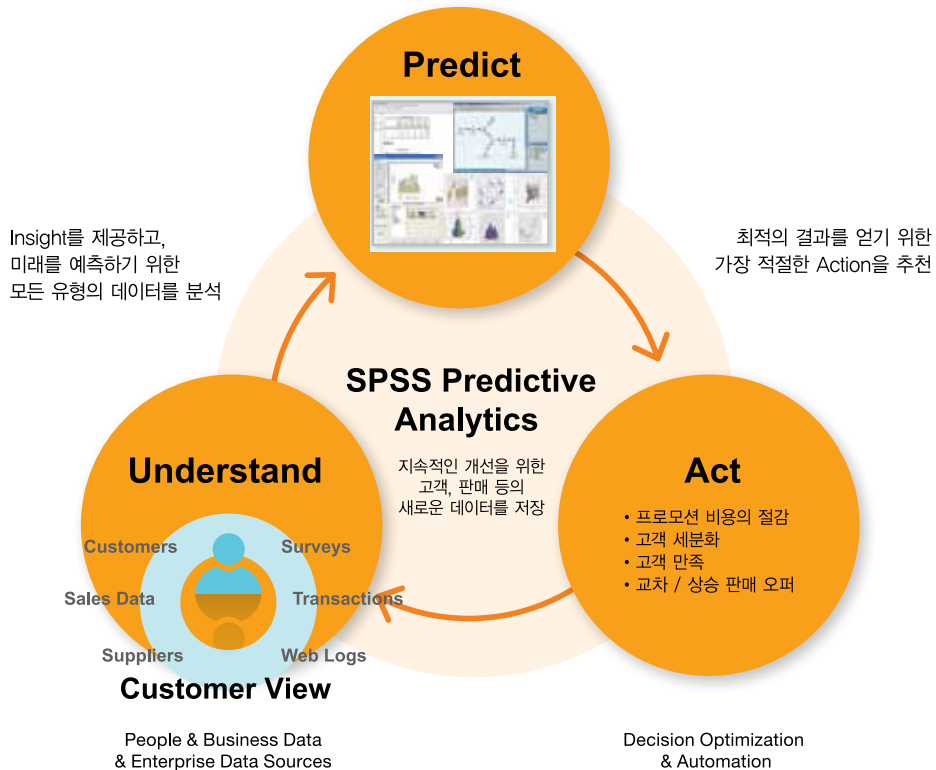 Predict
Insight를 제공하고,
미래를 예측하기 위한
모든 유형의 데이터를 분석
최적의 결과를 얻기 위한
가장 적절한 Action을 추천
SPSS Predictive
Analytics
지속적인 개선을 위한
고객, 판매 등의
새로운 데이터를 저장
Understand
Customers
Surveys
Sales Data
Transactions
Suppliers
Web Logs
Customer View
People & Business Data
& Enterprise Data Sources
Act
• 프로모션 비용의 절감
• 고객 세분화
• 고객 만족
• 교차 / 상승 판매 오퍼
Decision Optimization
& Automation